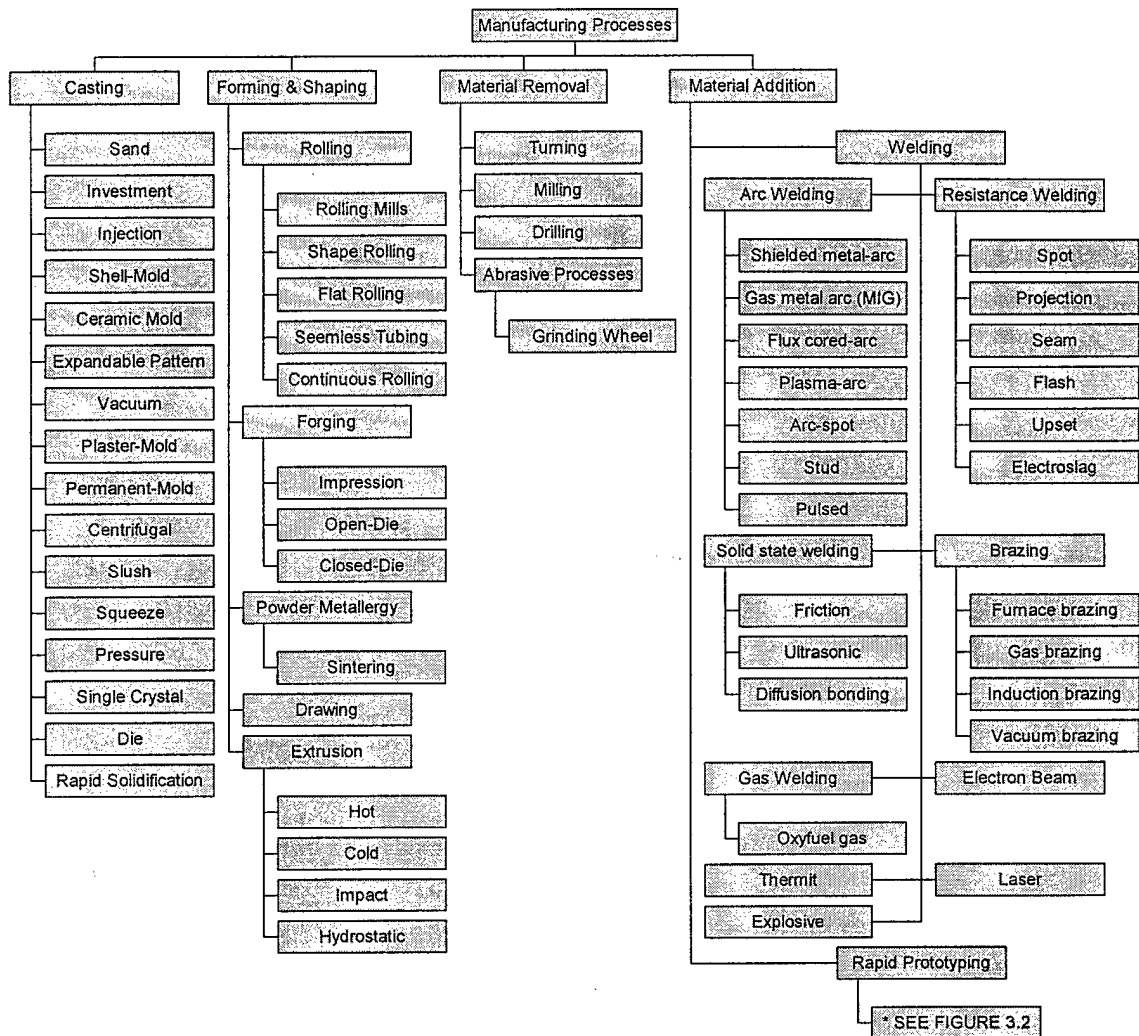 Manufacturing Processes
Casting
Forming & Shaping
Material Removal
Material Addition
Sand
Investment
Injection
Shell-Mold
Ceramic Mold
Expandable Pattern
Vacuum
Plaster-Mold
Permanent-Mold
Centrifugal
Slush
Squeeze
Pressure
Single Crystal
Die
Rapid Solidification
Rolling
Rolling Mills
Shape Rolling
Flat Rolling
Seemless Tubing
Continuous Rolling
Forging
Impression
Open-Die
Closed-Die
Powder Metallergy
Sintering
Drawing
Extrusion
Hot
Cold
Impact
Hydrostatic
Turning
Milling
Drilling
Abrasive Processes
Grinding Wheel
Welding
Arc Welding
Shielded metal-arc
Gas metal arc (MIG)
Flux cored-arc
Plasma-arc
Arc-spot
Stud
Pulsed
Resistance Welding
Spot
Projection
Seam
Flash
Upset
Electroslag
Solid state welding
Friction
Ultrasonic
Diffusion bonding
Brazing
Furnace brazing
Gas brazing
Induction brazing
Vacuum brazing
Gas Welding
Oxyfuel gas
Electron Beam
Thermit
Laser
Explosive
Rapid Prototyping
* SEE FIGURE 3.2